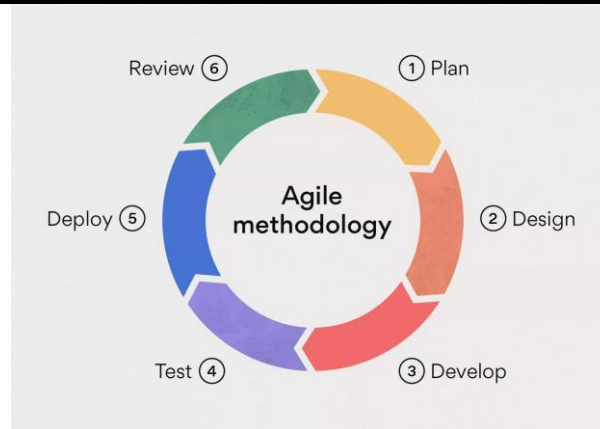 Review 6
1 Plan
Agile
methodology
Deploy 5
2 Design
Test 4
3 Develop